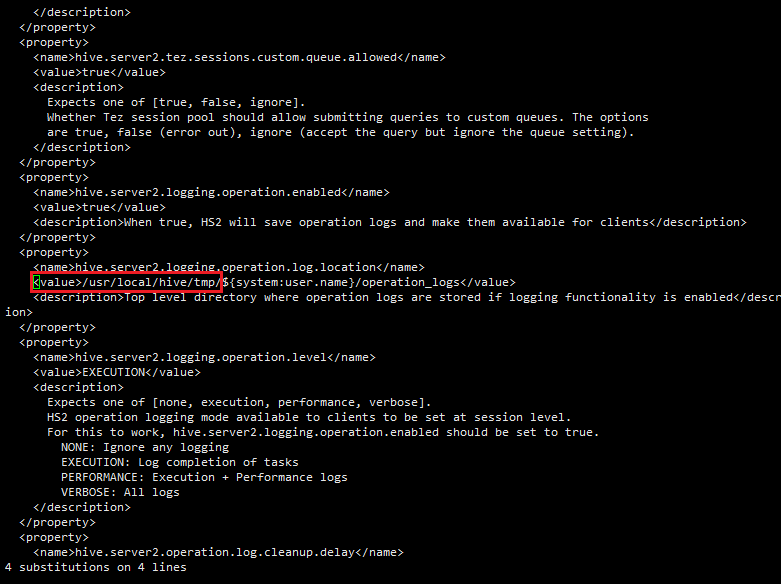 </description>
  </property>
  <property>
    <name>hive.server2.tez.sessions.custom.queue.allowed</name>
    <value>true</value>
    <description>
      Expects one of [true, false, ignore].
      Whether Tez session pool should allow submitting queries to custom queues. The options
      are true, false (error out), ignore (accept the query but ignore the queue setting).
    </description>
  </property>
  <property>
    <name>hive.server2.logging.operation.enabled</name>
    <value>true</value>
    <description>When true, HS2 will save operation logs and make them available for clients</description>
  </property>
  <property>
    <name>hive.server2.logging.operation.log.location</name>
    <value>/usr/local/hive/tmp/${system:user.name}/operation_logs</value>
    <description>Top level directory where operation logs are stored if logging functionality is enabled</descr
ion>
  </property>
  <property>
    <name>hive.server2.logging.operation.level</name>
    <value>EXECUTION</value>
    <description>
      Expects one of [none, execution, performance, verbose].
      HS2 operation logging mode available to clients to be set at session level.
      For this to work, hive.server2.logging.operation.enabled should be set to true.
        NONE: Ignore any logging
        EXECUTION: Log completion of tasks
        PERFORMANCE: Execution + Performance logs
        VERBOSE: All logs
    </description>
  </property>
  <property>
    <name>hive.server2.operation.log.cleanup.delay</name>
4 substitutions on 4 lines